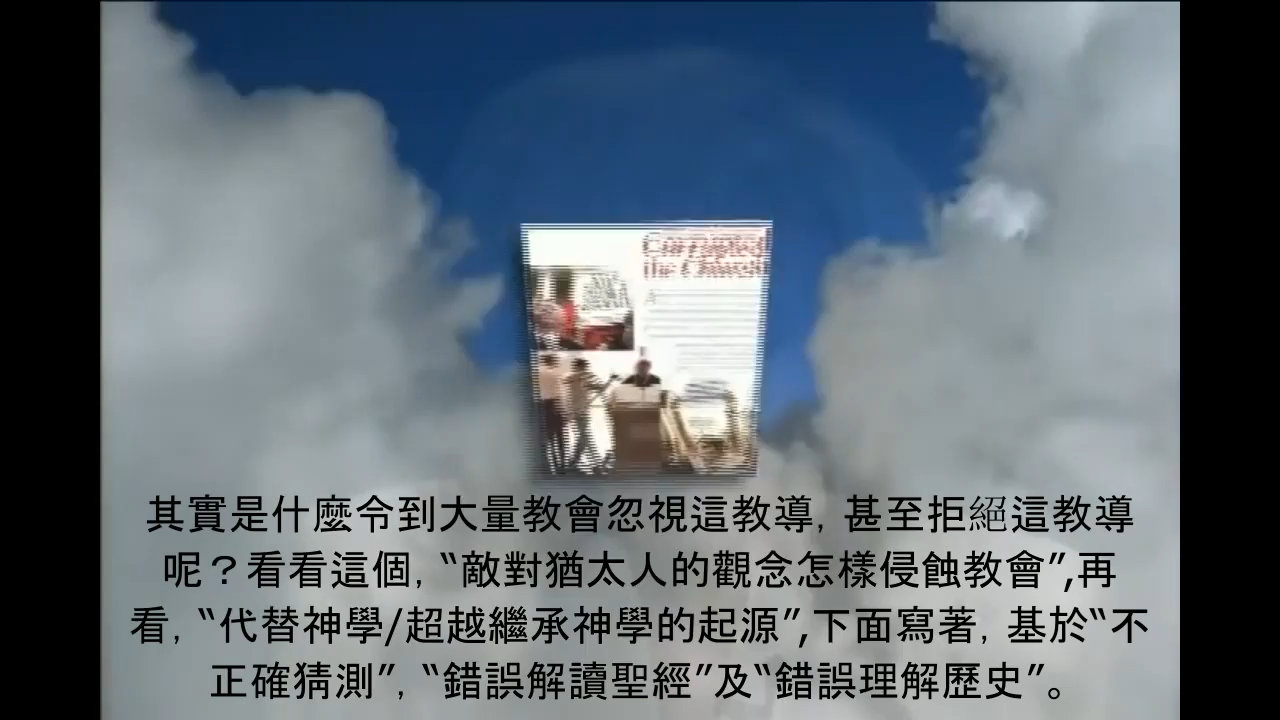 Corrupted
the Church
其實是什麼令到大量教會忽視這教導，甚至拒絕這教導
呢？看看這個，“敵對猶太人的觀念怎樣侵蝕教會”,再
看，“代替神學/超越繼承神學的起源”,下面寫著，基於“不
正確猜測”，“錯誤解讀聖經”及“錯誤理解歷史”。